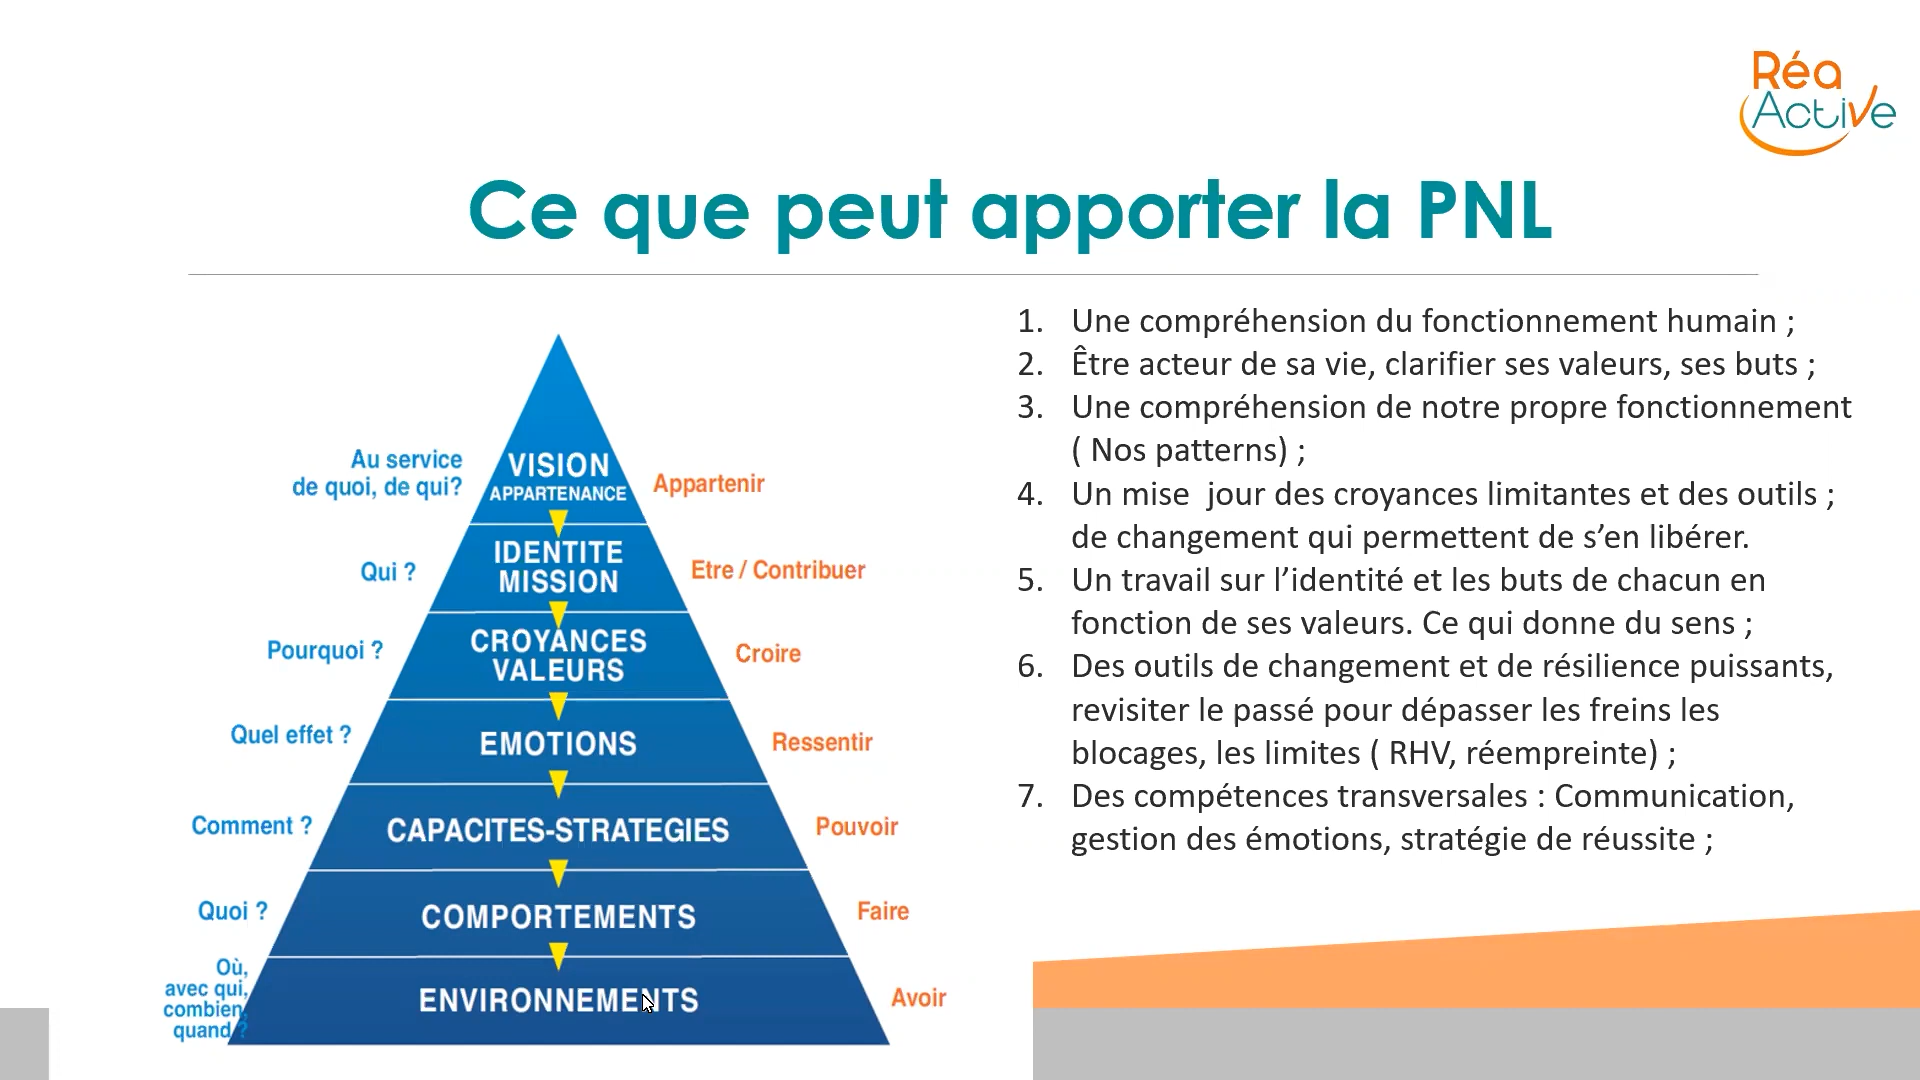 Réa
Active
Ce que peut apporter la PNL
Au service
de quoi, de qui?
VISION
APPARTENANCE
Appartenir
Qui ?
IDENTITE
MISSION
Etre / Contribuer
Pourquoi ?
CROYANCES
VALEURS
Croire
Quel effet ?
EMOTIONS
Ressentir
Comment ?
CAPACITES-STRATEGIES
Pouvoir
Quoi ?
COMPORTEMENTS
Faire
Où,
avec qui,
combien,
quand ?
ENVIRONNEMENTS
Avoir
1. Une compréhension du fonctionnement humain ;
2. Être acteur de sa vie, clarifier ses valeurs, ses buts ;
3. Une compréhension de notre propre fonctionnement
( Nos patterns) ;
4. Un mise  jour des croyances limitantes et des outils ;
de changement qui permettent de s’en libérer.
5. Un travail sur l’identité et les buts de chacun en
fonction de ses valeurs. Ce qui donne du sens ;
6. Des outils de changement et de résilience puissants,
revisiter le passé pour dépasser les freins les
blocages, les limites ( RHV, réempreinte) ;
7. Des compétences transversales : Communication,
gestion des émotions, stratégie de réussite ;